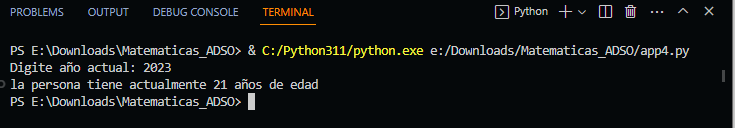 PROBLEMS OUTPUT DEBUG CONSOLE TERMINAL Python
PS E:\Downloads\Matematicas_ADSO> & C:/Python311/python.exe e:/Downloads/Matematicas_ADSO/app4.py
Digite año actual: 2023
la persona tiene actualmente 21 años de edad
PS E:\Downloads\Matematicas_ADSO>